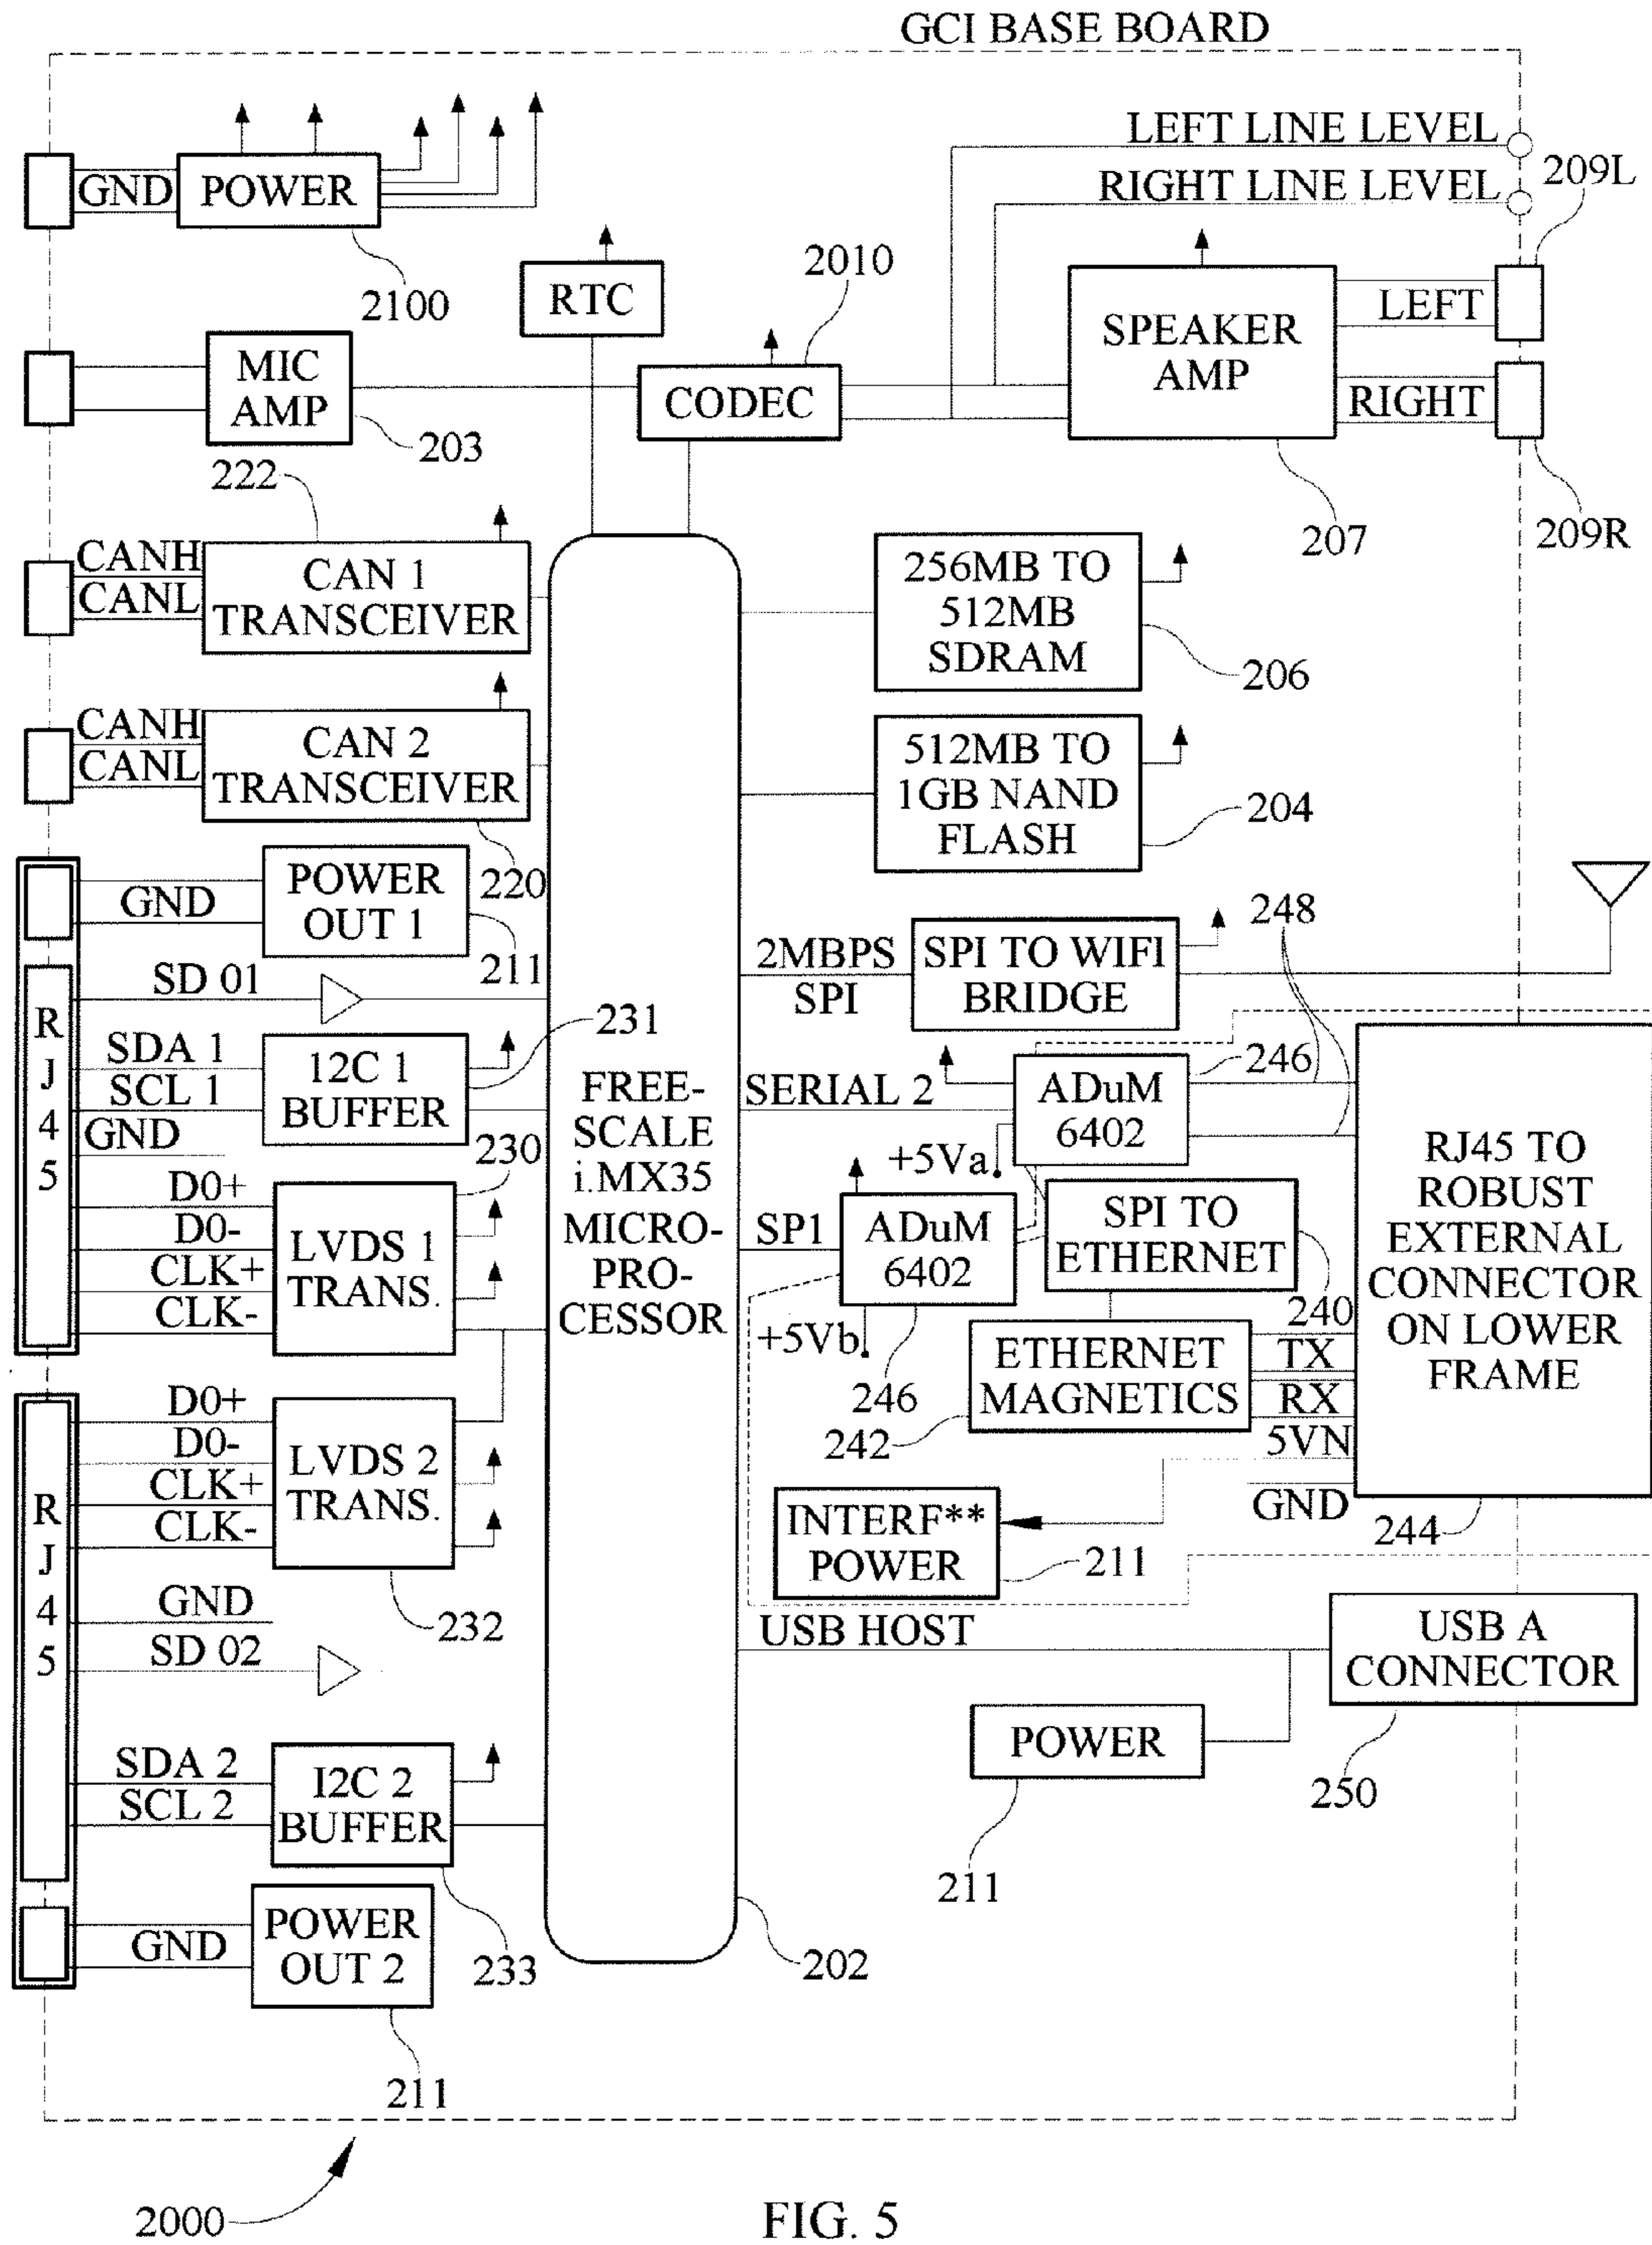 GCI BASE BOARD
LEFT LINE LEVEL
RIGHT LINE LEVEL
209L
GND
POWER
2100
RTC
2010
CODEC
SPEAKER
AMP
LEFT
RIGHT
207
209R
MIC
AMP
203
222
CANH
CANL
CAN 1
TRANSCEIVER
256MB TO
512MB
SDRAM
206
CANH
CANL
CAN 2
TRANSCEIVER
220
512MB TO
1GB NAND
FLASH
204
GND
POWER
OUT 1
211
248
2MBPS
SPI
SPI TO WIFI
BRIDGE
R
J
4
5
SD 01
231
SDA 1
SCL 1
GND
12C 1
BUFFER
230
D0+
D0-
CLK+
CLK-
LVDS 1
TRANS.
FREE-
SCALE
i.MX35
MICRO-
PRO-
CESSOR
SERIAL 2
ADuM
6402
246
+5Va
SP1
ADuM
6402
+5Vb
246
SPI TO
ETHERNET
240
ETHERNET
MAGNETICS
242
TX
RX
5VN
GND
RJ45 TO
ROBUST
EXTERNAL
CONNECTOR
ON LOWER
FRAME
244
INTERF**
POWER
211
R
J
4
5
D0+
D0-
CLK+
CLK-
LVDS 2
TRANS.
232
GND
SD 02
USB HOST
USB A
CONNECTOR
250
POWER
211
SDA 2
SCL 2
I2C 2
BUFFER
233
GND
POWER
OUT 2
211
202
2000
FIG. 5